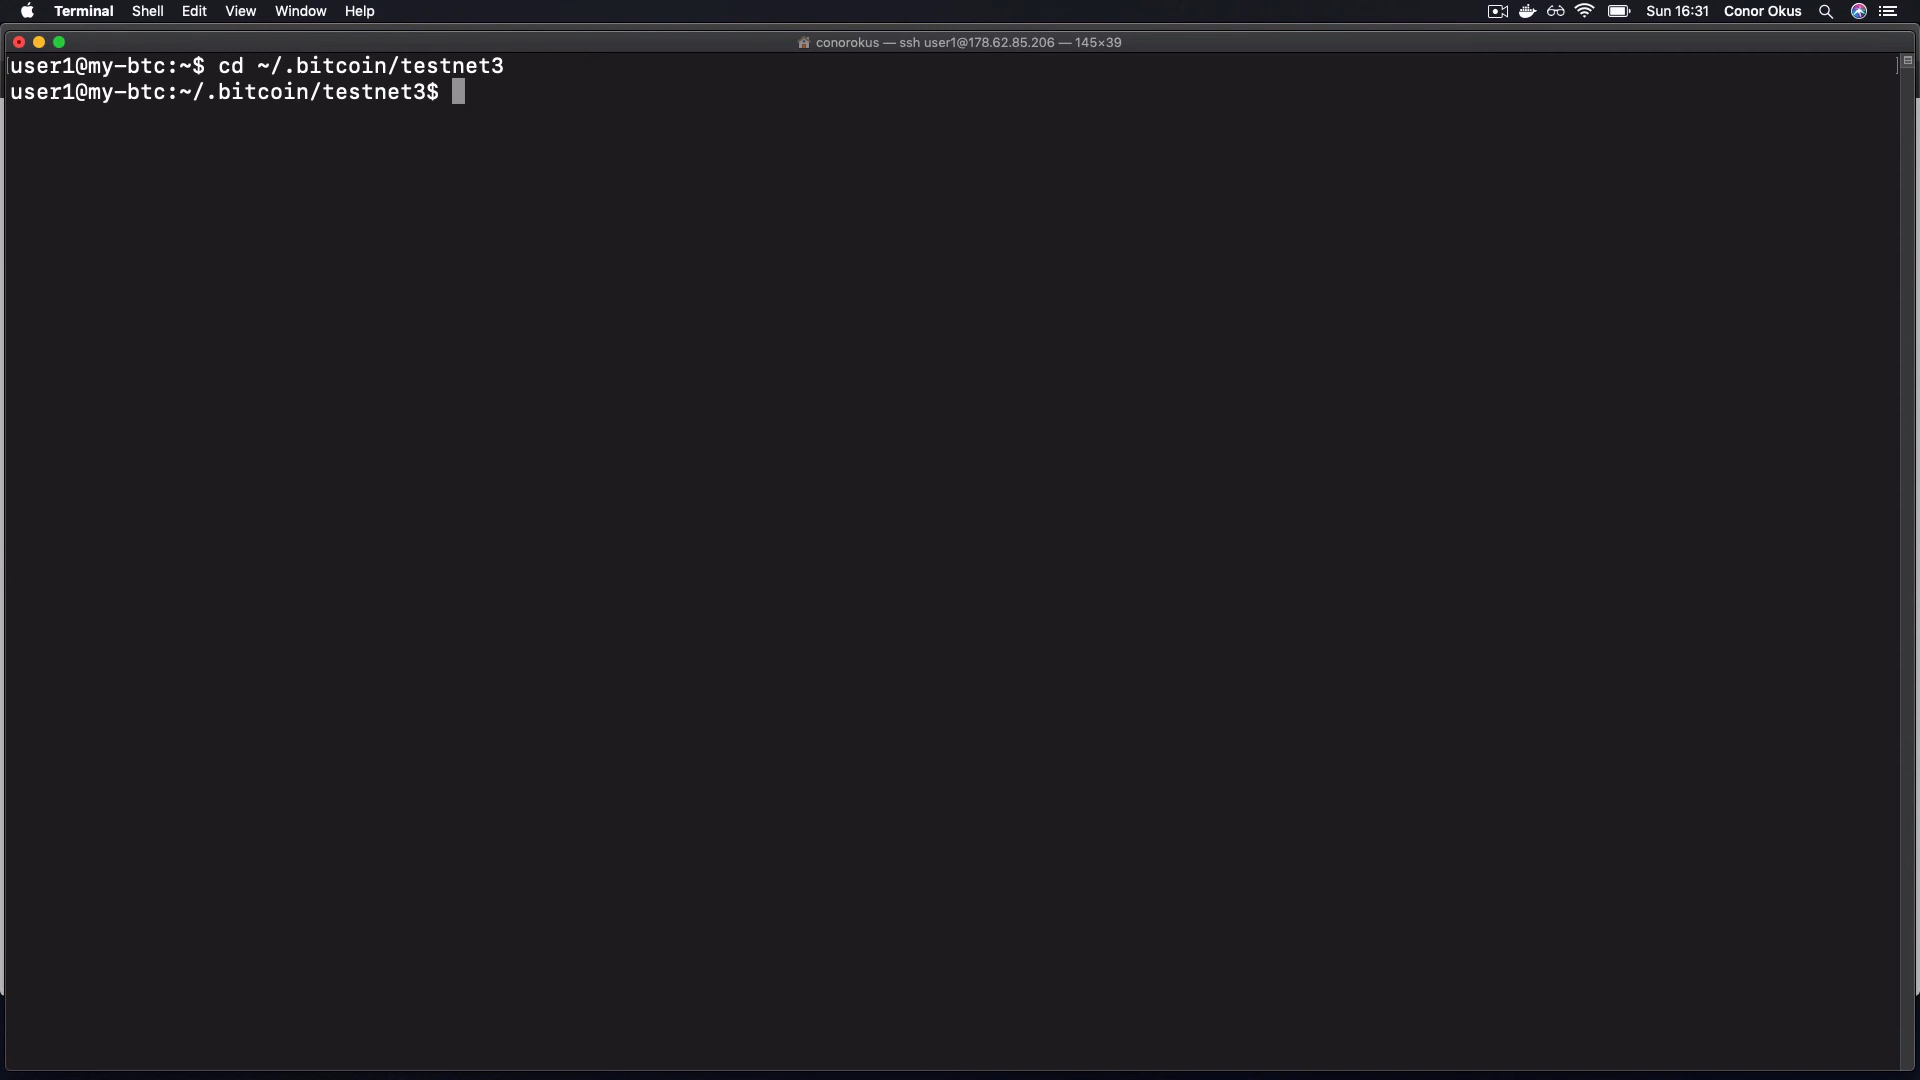 Terminal Shell Edit View Window Help Sun 16:31 Conor Okus
conorokus — ssh user1@178.62.85.206 — 145×39
user1@my-btc:~$ cd ~/.bitcoin/testnet3
user1@my-btc:~/.bitcoin/testnet3$